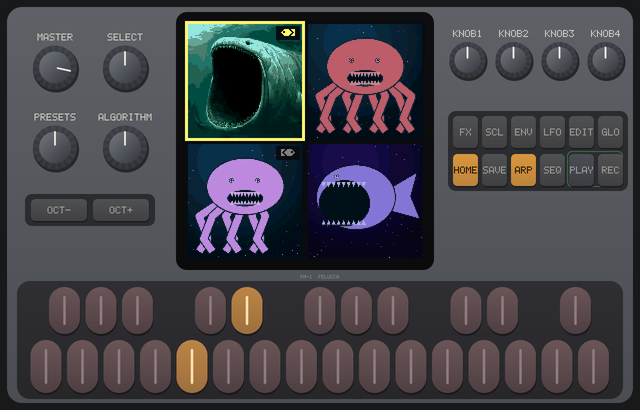 MASTER SELECT
KNOB1 KNOB2 KNOB3 KNOB4
PRESETS ALGORITHM
FX SCL ENV LFO EDIT GLO
HOME SAVE ARP SEQ PLAY REC
OCT- OCT+